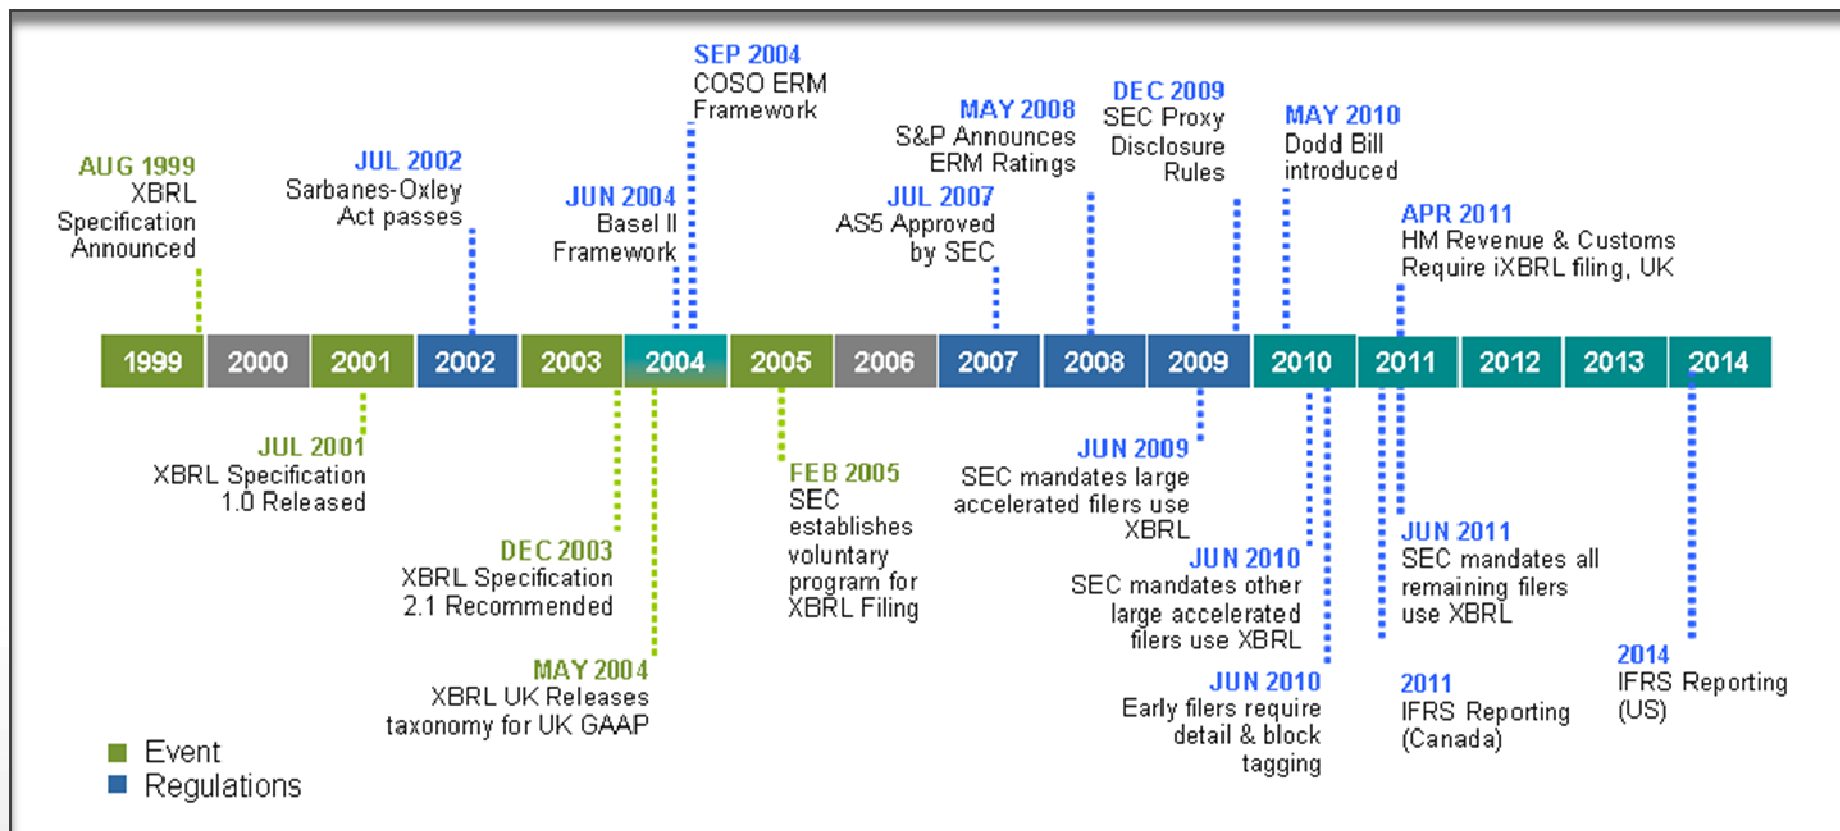 SEP 2004
COSO ERM
Framework
DEC 2009
SEC Proxy
Disclosure
Rules
MAY 2008
S&P Announces
ERM Ratings
MAY 2010
Dodd Bill
introduced
AUG 1999
XBRL
Specification
Announced
JUL 2002
Sarbanes-Oxley
Act passes
JUN 2004
Basel II
Framework
JUL 2007
AS5 Approved
by SEC
APR 2011
HM Revenue & Customs
Require iXBRL filing, UK
1999 2000 2001 2002 2003 2004 2005 2006 2007 2008 2009 2010 2011 2012 2013 2014
JUL 2001
XBRL Specification
1.0 Released
DEC 2003
XBRL Specification
2.1 Recommended
MAY 2004
XBRL UK Releases
taxonomy for UK GAAP
FEB 2005
SEC
establishes
voluntary
program for
XBRL Filing
JUN 2009
SEC mandates large
accelerated filers use
XBRL
JUN 2010
SEC mandates other
large accelerated
filers use XBRL
JUN 2010
Early filers require
detail & block
tagging
JUN 2011
SEC mandates all
remaining filers
use XBRL
2011
IFRS Reporting
(Canada)
2014
IFRS Reporting
(US)
Event
Regulations